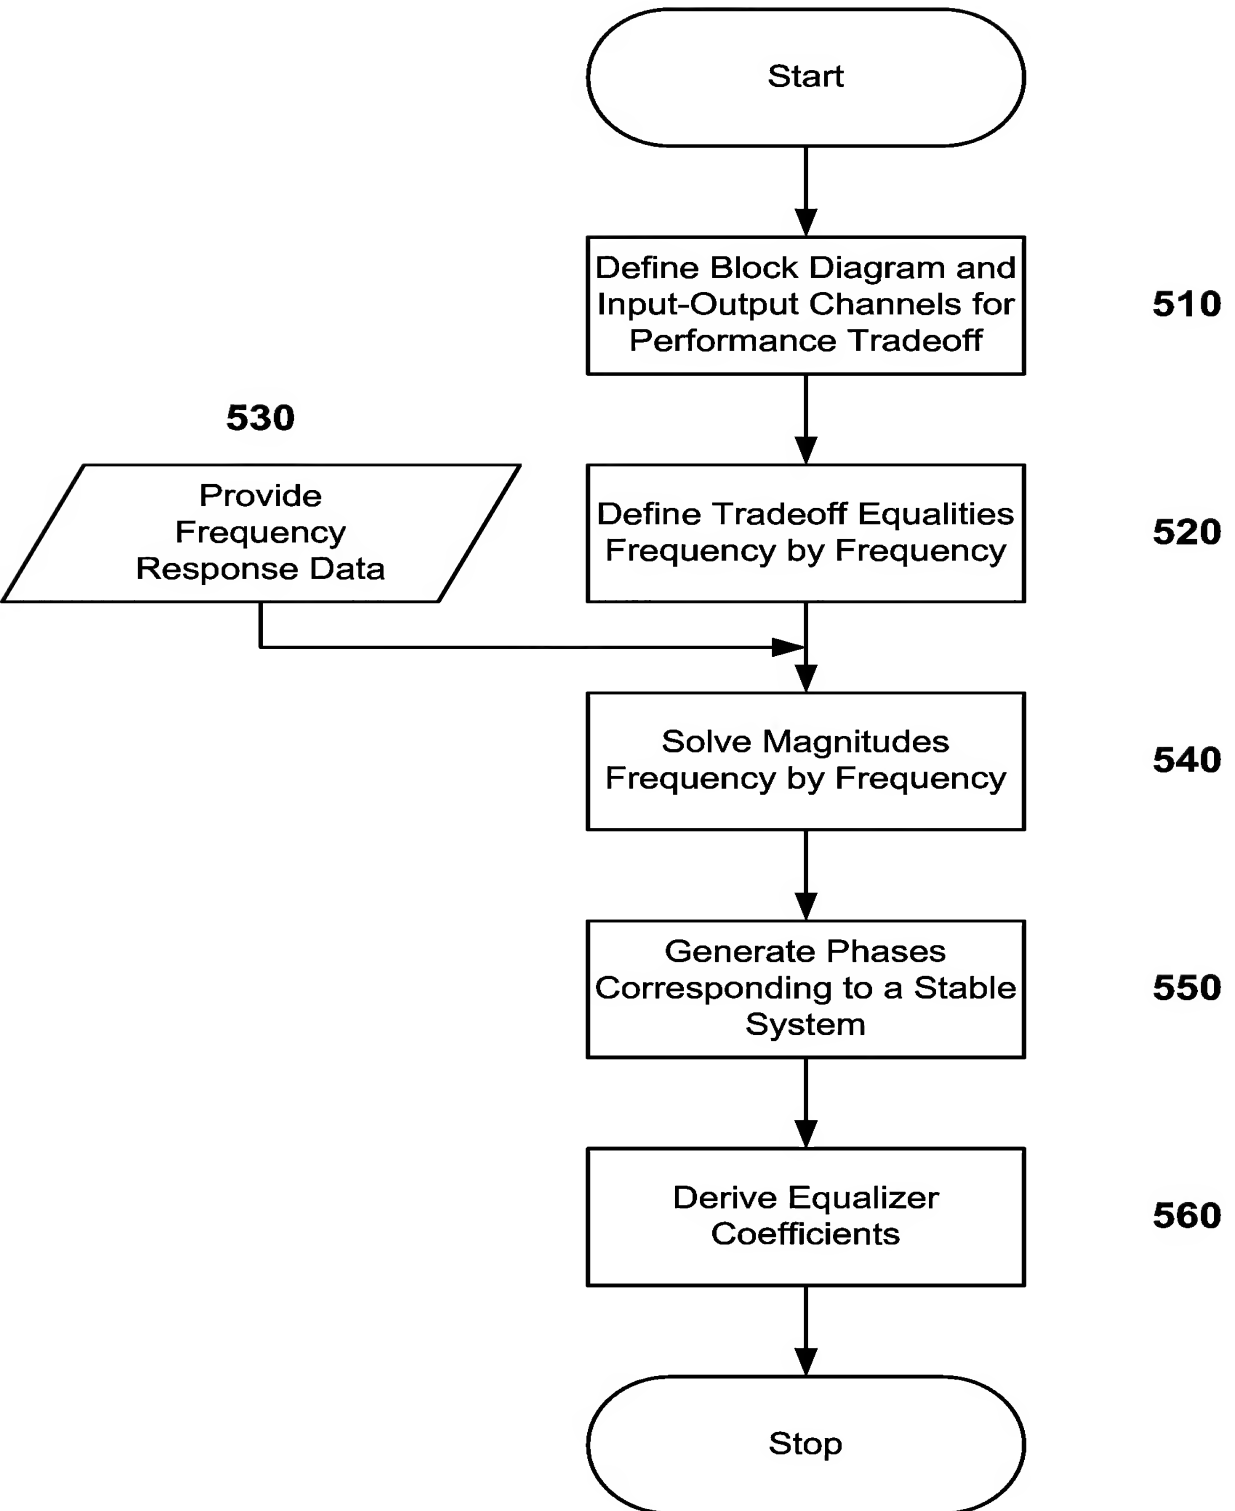 Start
Define Block Diagram and
Input-Output Channels for
Performance Tradeoff
510
530
Provide
Frequency
Response Data
Define Tradeoff Equalities
Frequency by Frequency
520
Solve Magnitudes
Frequency by Frequency
540
Generate Phases
Corresponding to a Stable
System
550
Derive Equalizer
Coefficients
560
Stop